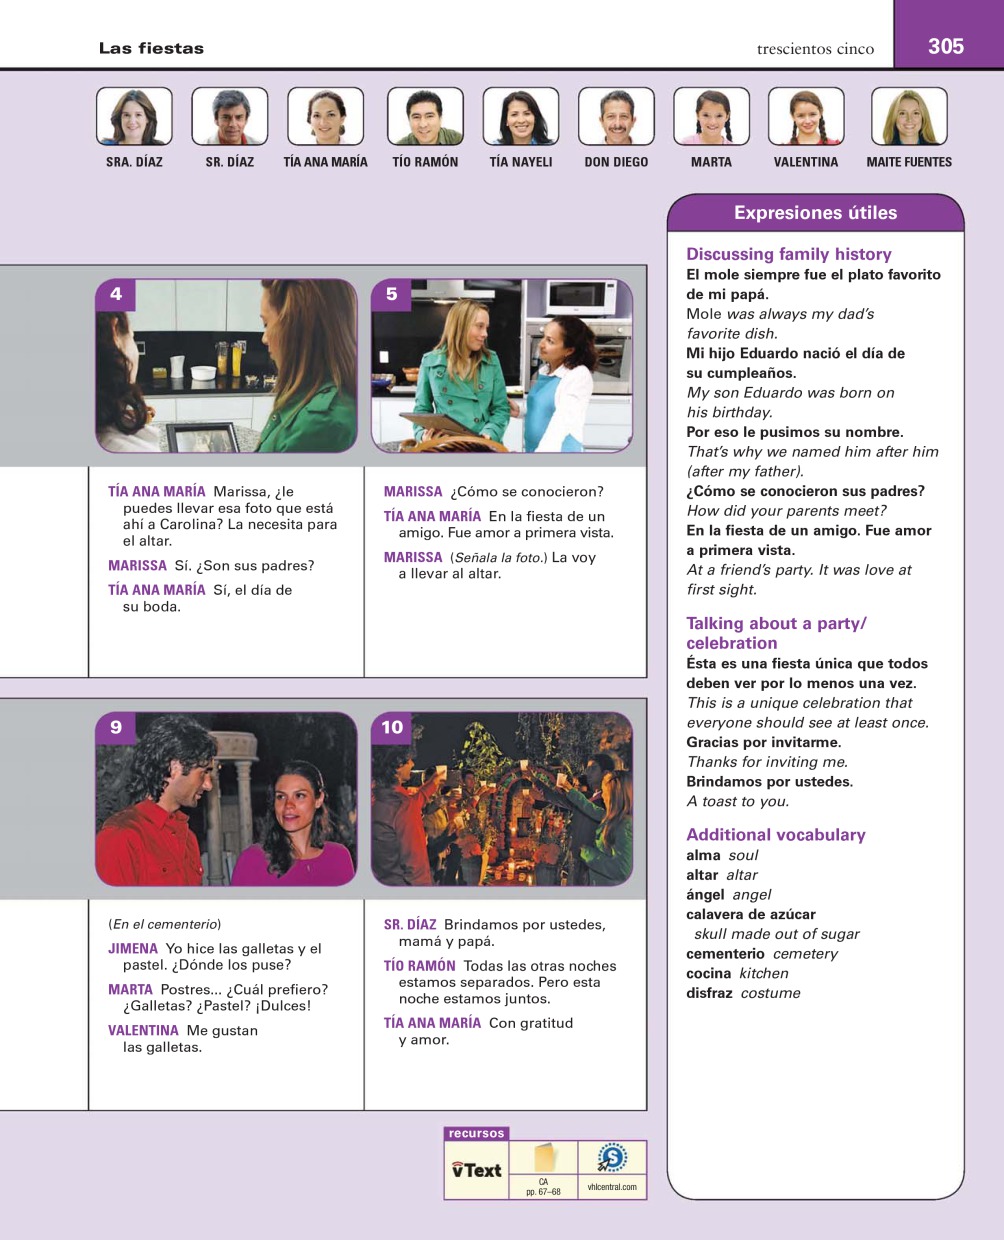 Las fiestas
trescientos cinco
305
SRA. DÍAZ
SR. DÍAZ
TÍA ANA MARÍA
TÍO RAMÓN
TÍA NAYELI
DON DIEGO
MARTA
VALENTINA
MAITE FUENTES
4
TÍA ANA MARÍA Marissa, ¿le
puedes llevar esa foto que está
ahí a Carolina? La necesita para
el altar.
MARISSA Sí. ¿Son sus padres?
TÍA ANA MARÍA Sí, el día de
su boda.
5
MARISSA ¿Cómo se conocieron?
TÍA ANA MARÍA En la fiesta de un
amigo. Fue amor a primera vista.
MARISSA (Señala la foto.) La voy
a llevar al altar.
9
(En el cementerio)
JIMENA Yo hice las galletas y el
pastel. ¿Dónde los puse?
MARTA Postres... ¿Cuál prefiero?
¿Galletas? ¿Pastel? ¡Dulces!
VALENTINA Me gustan
las galletas.
10
SR. DÍAZ Brindamos por ustedes,
mamá y papá.
TÍO RAMÓN Todas las otras noches
estamos separados. Pero esta
noche estamos juntos.
TÍA ANA MARÍA Con gratitud
y amor.
Expresiones útiles
Discussing family history
El mole siempre fue el plato favorito
de mi papá.
Mole was always my dad's
favorite dish.
Mi hijo Eduardo nació el día de
su cumpleaños.
My son Eduardo was born on
his birthday.
Por eso le pusimos su nombre.
That's why we named him after him
(after my father).
¿Cómo se conocieron sus padres?
How did your parents meet?
En la fiesta de un amigo. Fue amor
a primera vista.
At a friend's party. It was love at
first sight.
Talking about a party/
celebration
Ésta es una fiesta única que todos
deben ver por lo menos una vez.
This is a unique celebration that
everyone should see at least once.
Gracias por invitarme.
Thanks for inviting me.
Brindamos por ustedes.
A toast to you.
Additional vocabulary
alma soul
altar altar
ángel angel
calavera de azúcar
skull made out of sugar
cementerio cemetery
cocina kitchen
disfraz costume
recursos
vText
CA
pp. 67–68
S
vhlcentral.com